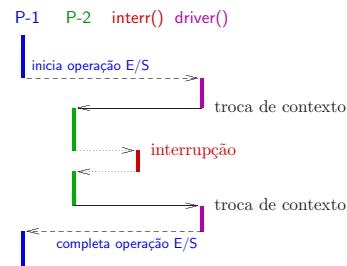 P-1 P-2 interr() driver()
inicia operação E/S
troca de contexto
interrupção
troca de contexto
completa operação E/S